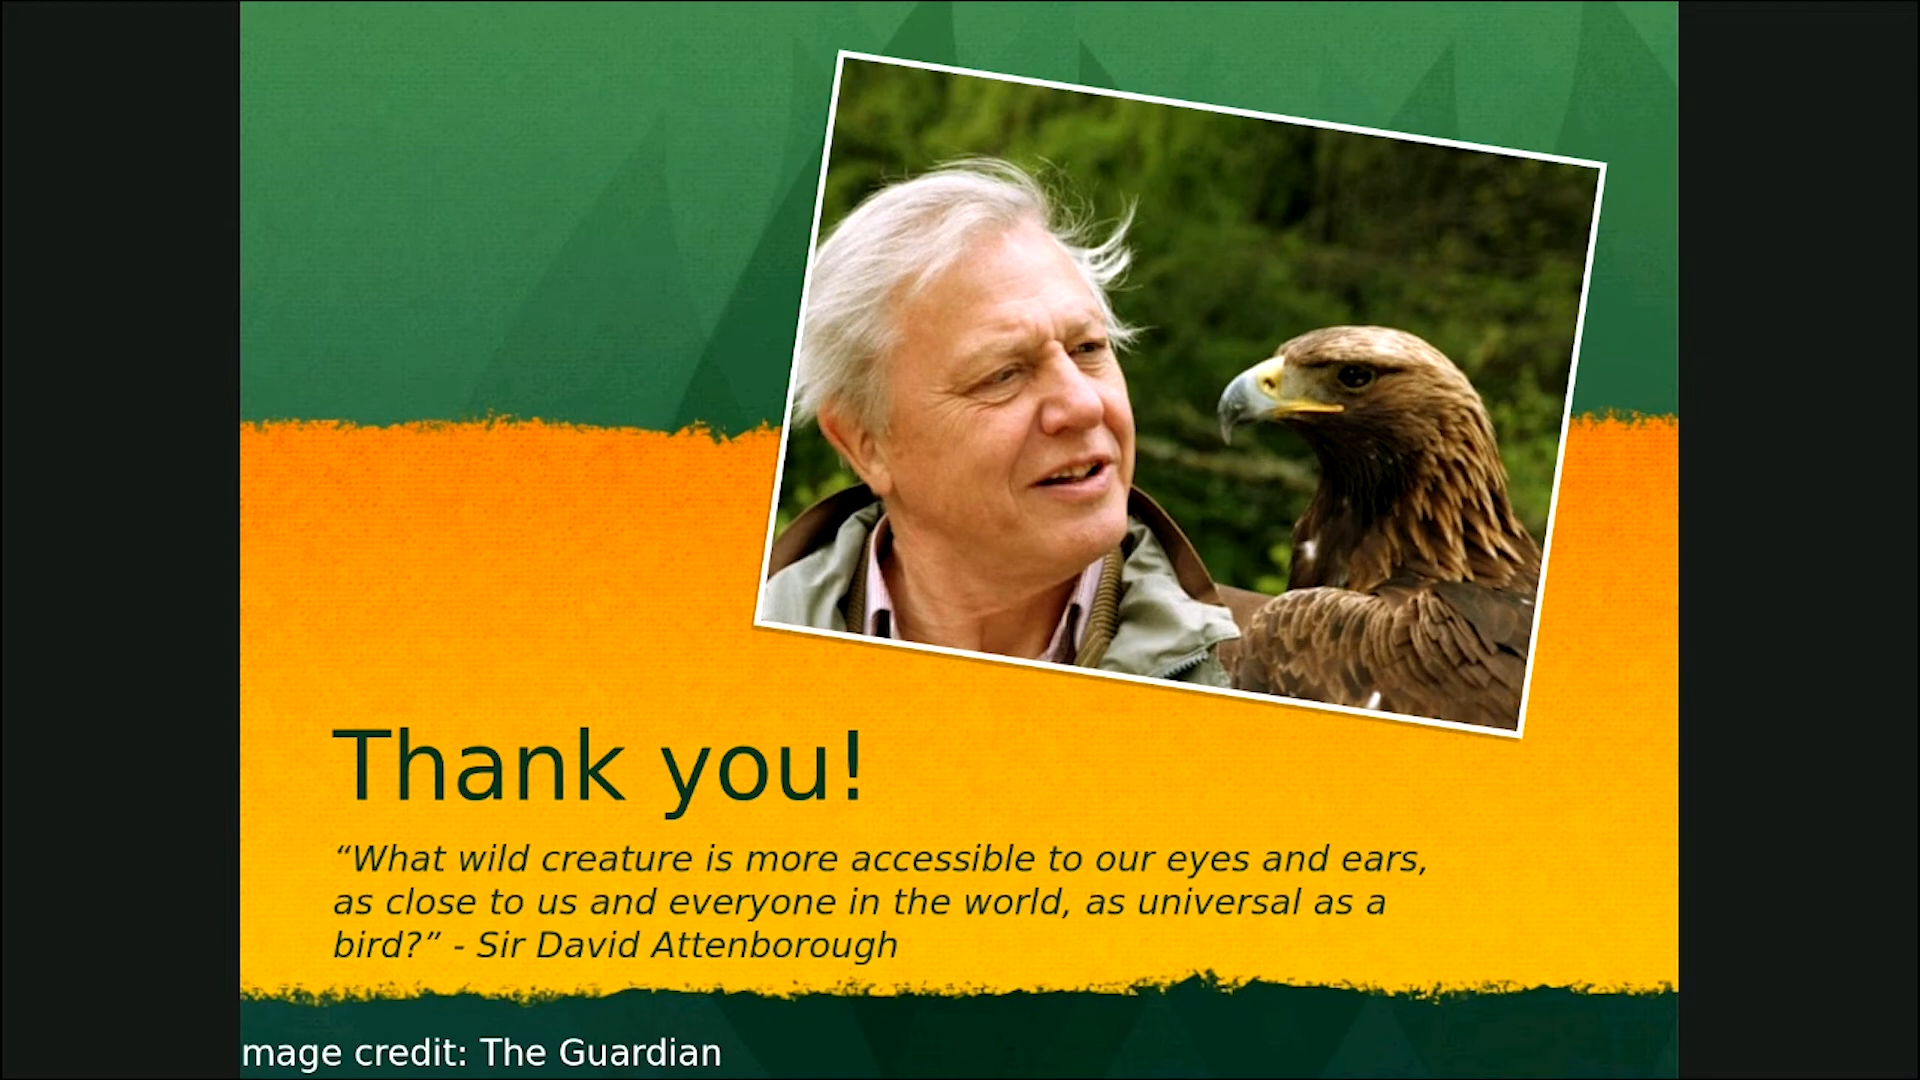 Thank you!
“What wild creature is more accessible to our eyes and ears,
as close to us and everyone in the world, as universal as a
bird?” - Sir David Attenborough
mage credit: The Guardian